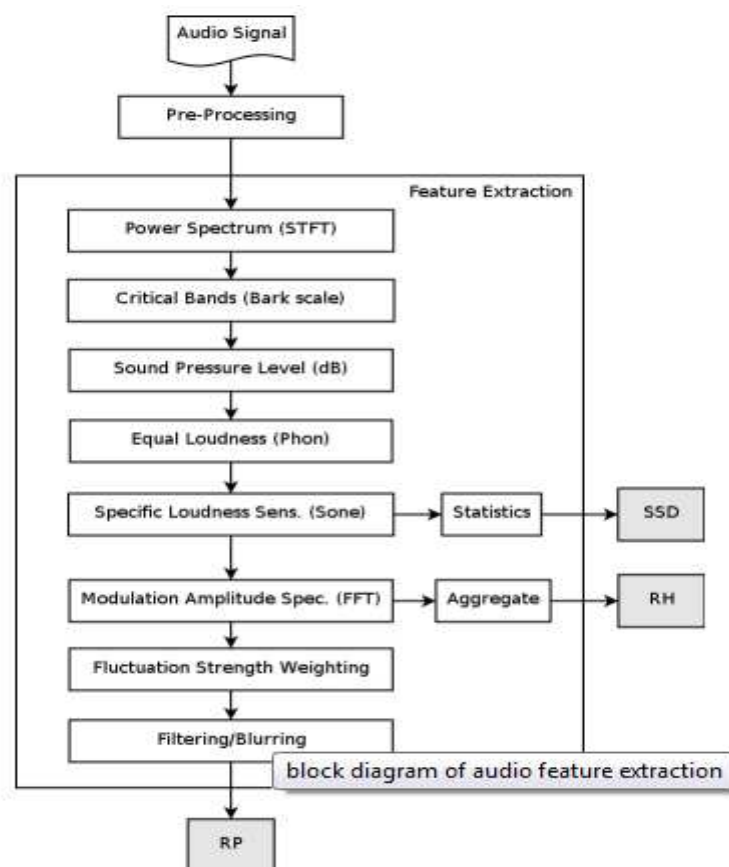 Audio Signal
Pre-Processing
Feature Extraction
Power Spectrum (STFT)
Critical Bands (Bark scale)
Sound Pressure Level (dB)
Equal Loudness (Phon)
Specific Loudness Sens. (Sone)
Statistics
SSD
Modulation Amplitude Spec. (FFT)
Aggregate
RH
Fluctuation Strength Weighting
Filtering/Blurring
block diagram of audio feature extraction
RP